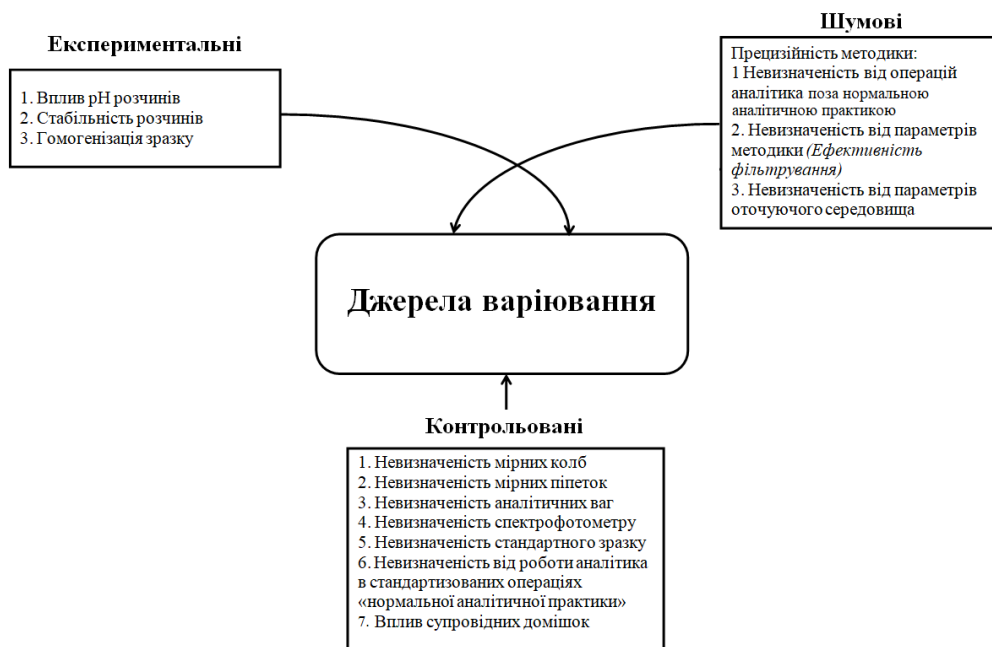 Експериментальні
1. Вплив pH розчинів
2. Стабільність розчинів
3. Гомогенізація зразку
Шумові
Прецизійність методики:
1 Невизначеність від операцій
аналітика поза нормальною
аналітичною практикою
2. Невизначеність від параметрів
методики (Ефективність
фільтрування)
3. Невизначеність від параметрів
оточуючого середовища
Джерела варіювання
Контрольовані
1. Невизначеність мірних колб
2. Невизначеність мірних піпеток
3. Невизначеність аналітичних ваг
4. Невизначеність спектрофотометру
5. Невизначеність стандартного зразку
6. Невизначеність від роботи аналітика
в стандартизованих операціях
«нормальної аналітичної практики»
7. Вплив супровідних домішок